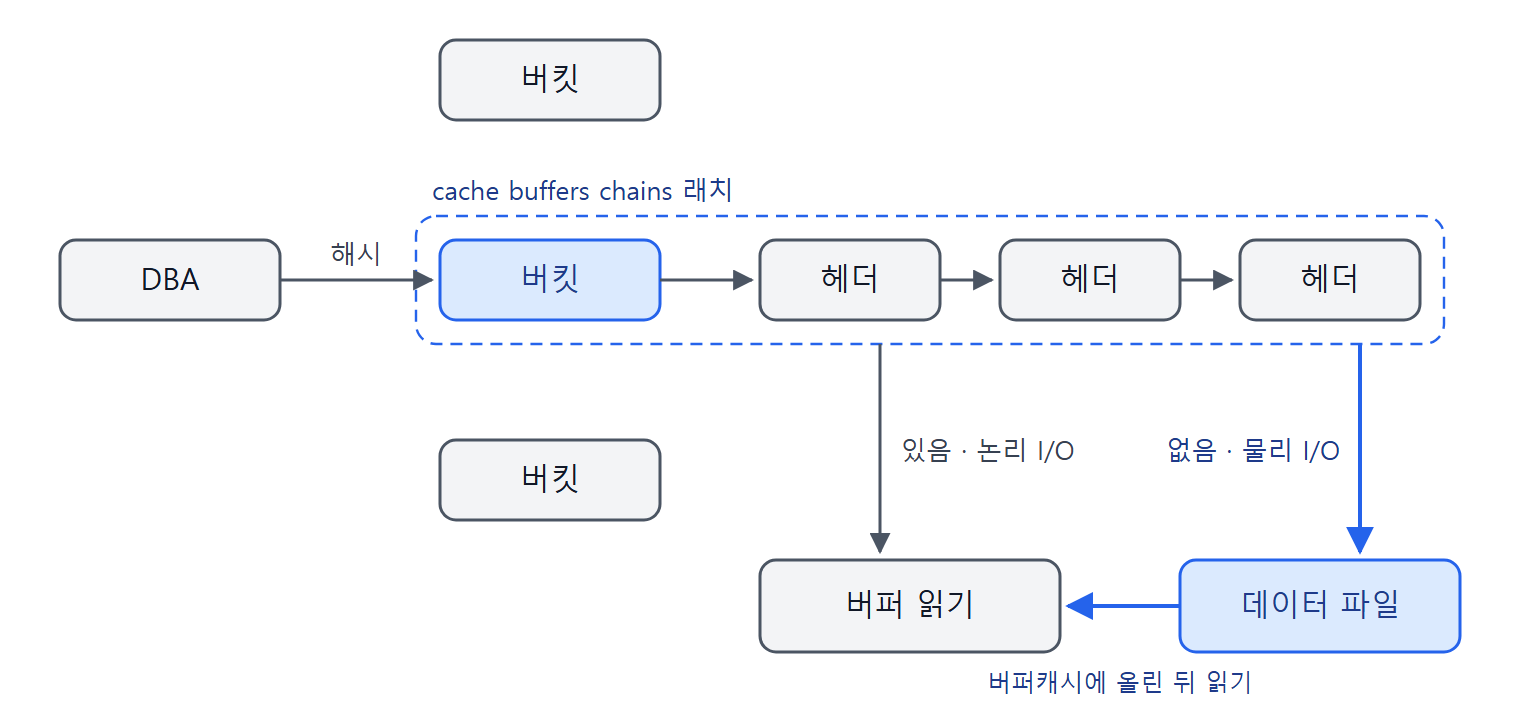 버킷
cache buffers chains 래치
DBA
해시
버킷
헤더
헤더
헤더
있음 · 논리 I/O
없음 · 물리 I/O
버킷
버퍼 읽기
데이터 파일
버퍼캐시에 올린 뒤 읽기